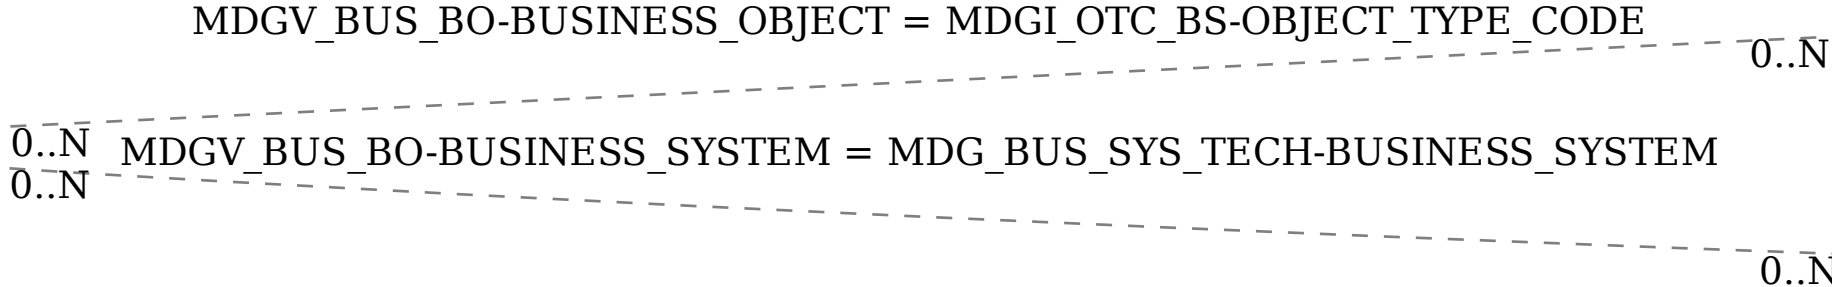 MDGV_BUS_BO-BUSINESS_OBJECT = MDGI_OTC_BS-OBJECT_TYPE_CODE
0..N
0..N
MDGV_BUS_BO-BUSINESS_SYSTEM = MDG_BUS_SYS_TECH-BUSINESS_SYSTEM
0..N
0..N